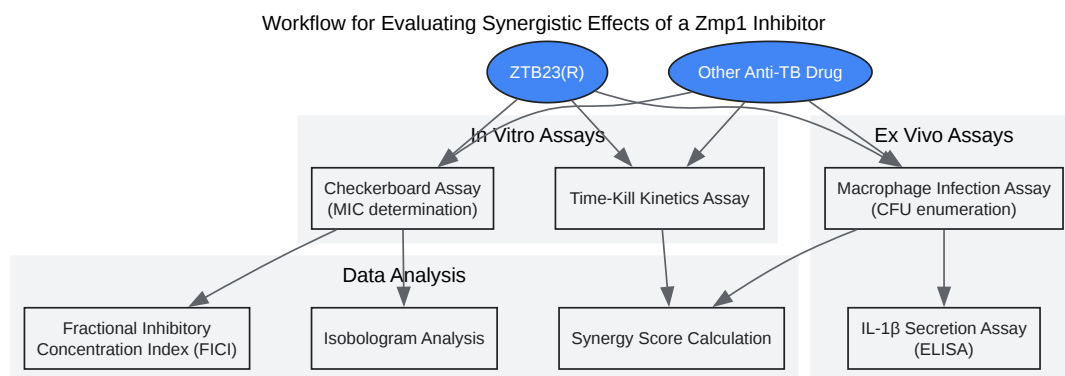 Workflow for Evaluating Synergistic Effects of a Zmp1 Inhibitor
ZTB23(R)
Other Anti-TB Drug
In Vitro Assays
Ex Vivo Assays
Checkerboard Assay
(MIC determination)
Time-Kill Kinetics Assay
Macrophage Infection Assay
(CFU enumeration)
Data Analysis
Fractional Inhibitory
Concentration Index (FICI)
Isobologram Analysis
Synergy Score Calculation
IL-1β Secretion Assay
(ELISA)